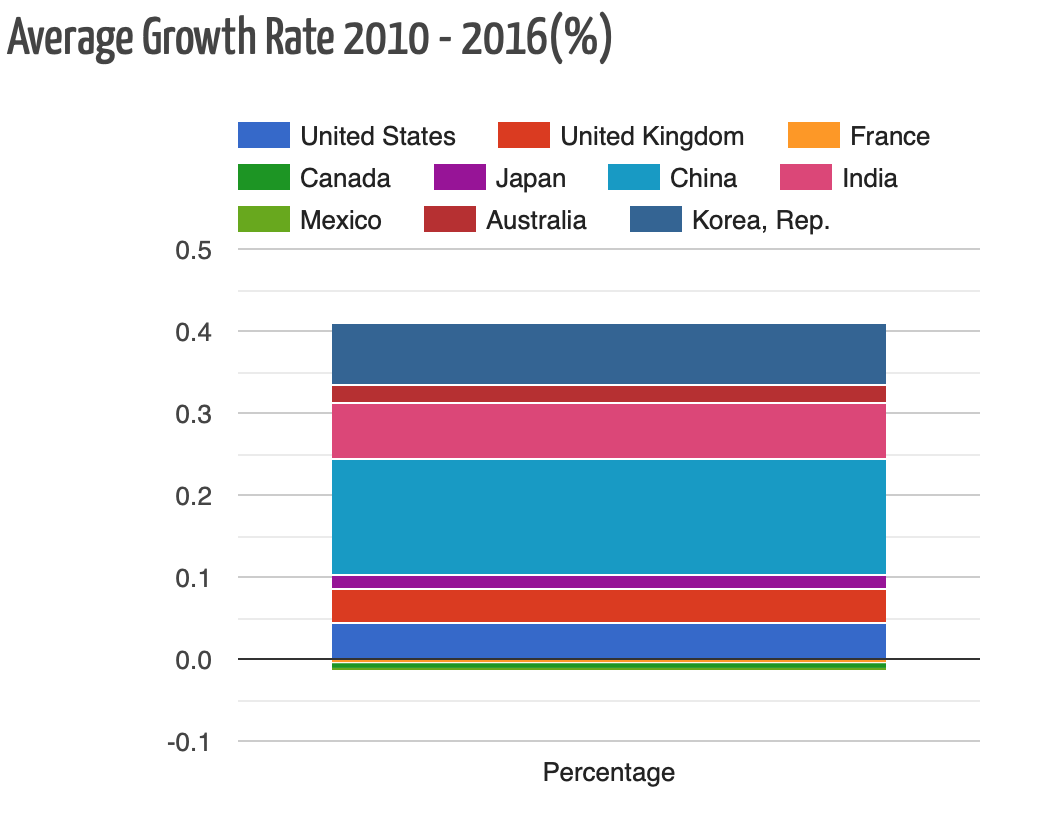 Average Growth Rate 2010 - 2016(%)
United States United Kingdom France
Canada Japan China India
Mexico Australia Korea, Rep.
0.5
0.4
0.3
0.2
0.1
0.0
-0.1
Percentage